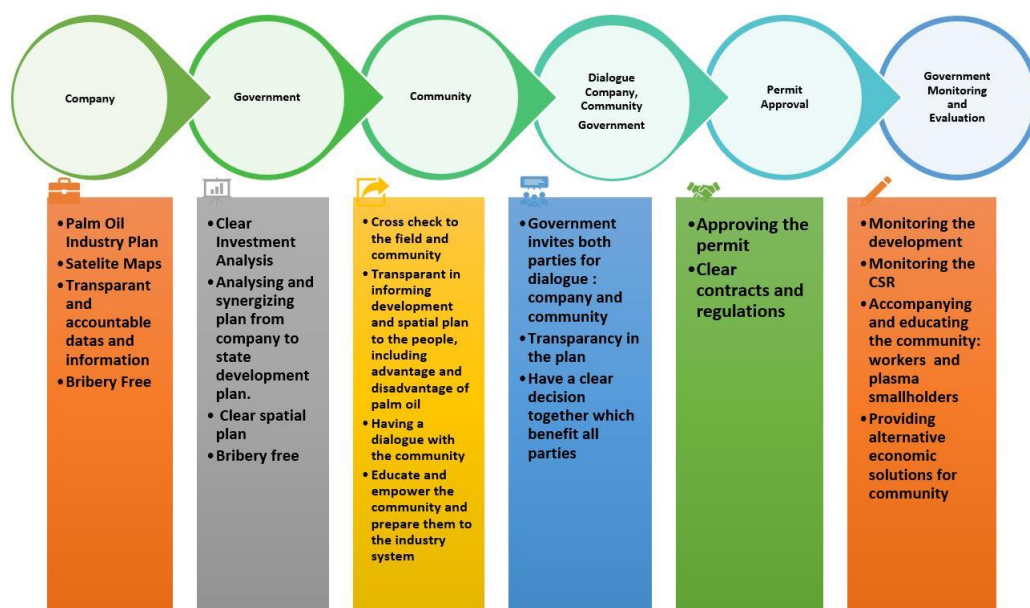 Company
Government
Community
Dialogue
Company,
Community
Government
Permit
Approval
Government
Monitoring
and
Evaluation
•Palm Oil
Industry Plan
•Satelite Maps
•Transparant
and
accountable
datas and
information
•Bribery Free
•Clear
Investment
Analysis
•Analysing and
synergizing
plan from
company to
state
development
plan.
• Clear spatial
plan
•Bribery free
•Cross check to
the field and
community
•Transparant in
informing
development
and spatial plan
to the people,
including
advantage and
disadvantage of
palm oil
•Having a
dialogue with
the community
•Educate and
empower the
community and
prepare them to
the industry
system
•Government
invites both
parties for
dialogue :
company and
community
•Transparancy in
the plan
•Have a clear
decision
together which
benefit all
parties
•Approving the
permit
•Clear
contracts and
regulations
•Monitoring the
development
•Monitoring the
CSR
•Accompanying
and educating
the community:
workers and
plasma
smallholders
•Providing
alternative
economic
solutions for
community